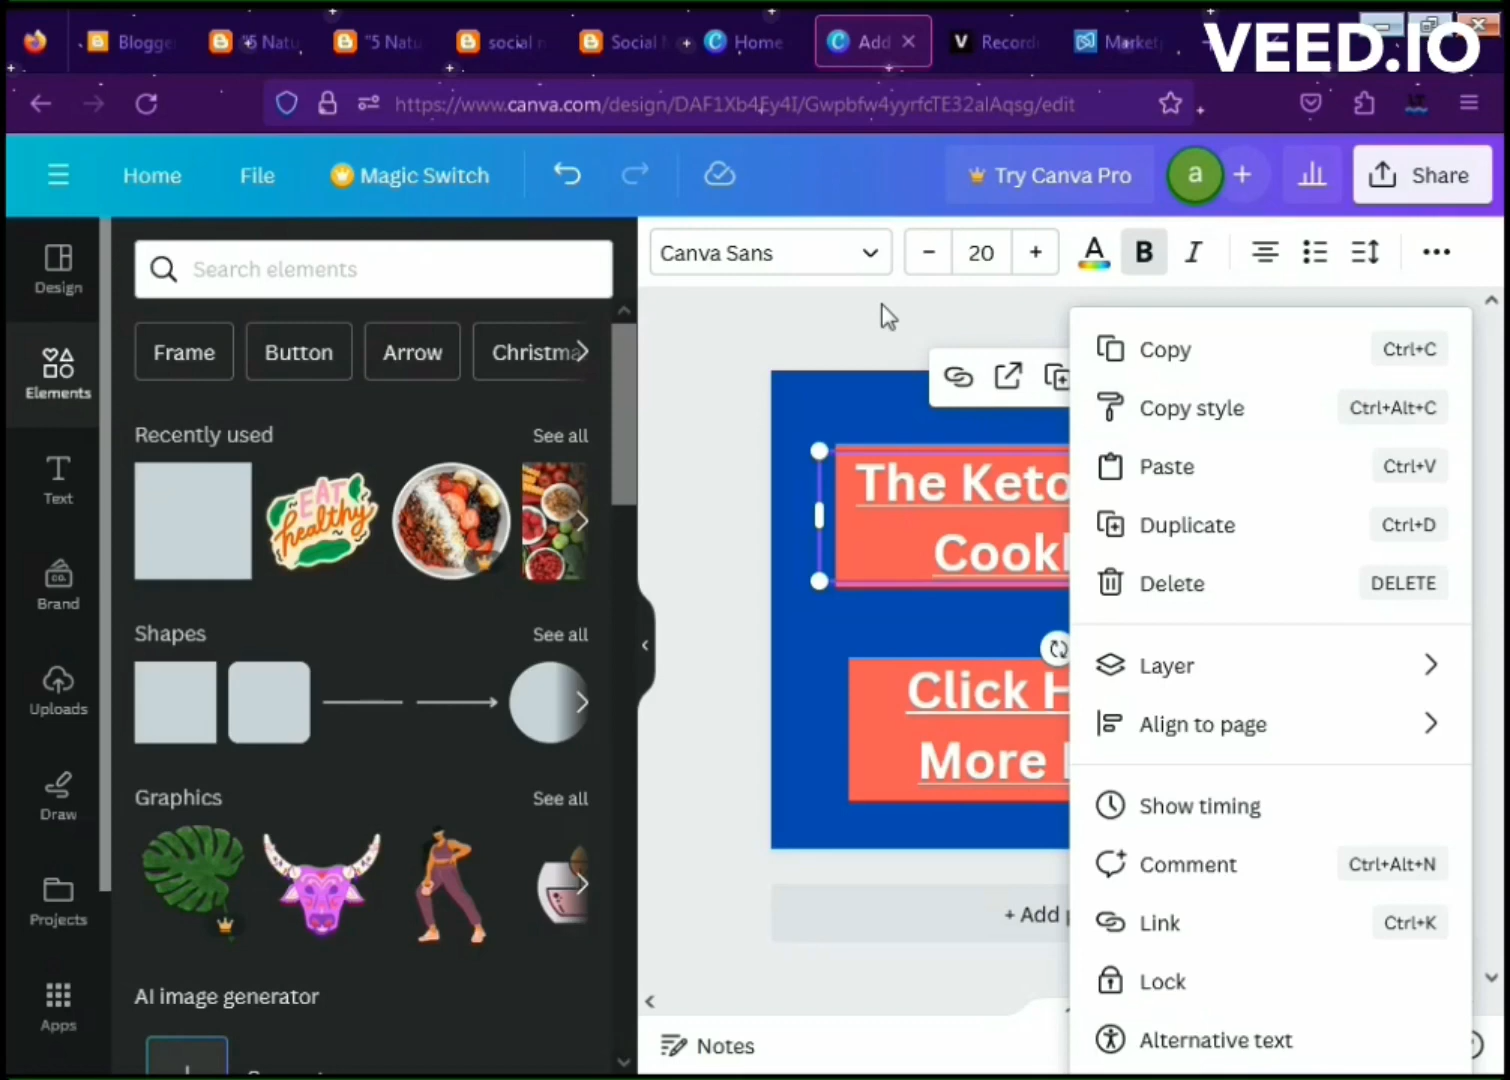 VEED.IO
Blogge
"5 Natu
"5 Natu
social
Social
Home
Add
Record
Market
https://www.canva.com/design/DAF1Xb4Ey4I/Gwpbfw4yyrfcTE32alAqsg/edit
Home
File
Magic Switch
Try Canva Pro
a
Share
Design
Elements
Text
Brand
Uploads
Draw
Projects
Apps
Search elements
Frame
Button
Arrow
Christma
Recently used
See all
EAT
healthy
Shapes
See all
Graphics
See all
AI image generator
Canva Sans
20
A
B
I
The Keto
Cook
Click H
More
+ Add
Notes
Copy Ctrl+C
Copy style Ctrl+Alt+C
Paste Ctrl+V
Duplicate Ctrl+D
Delete DELETE
Layer
Align to page
Show timing
Comment Ctrl+Alt+N
Link Ctrl+K
Lock
Alternative text